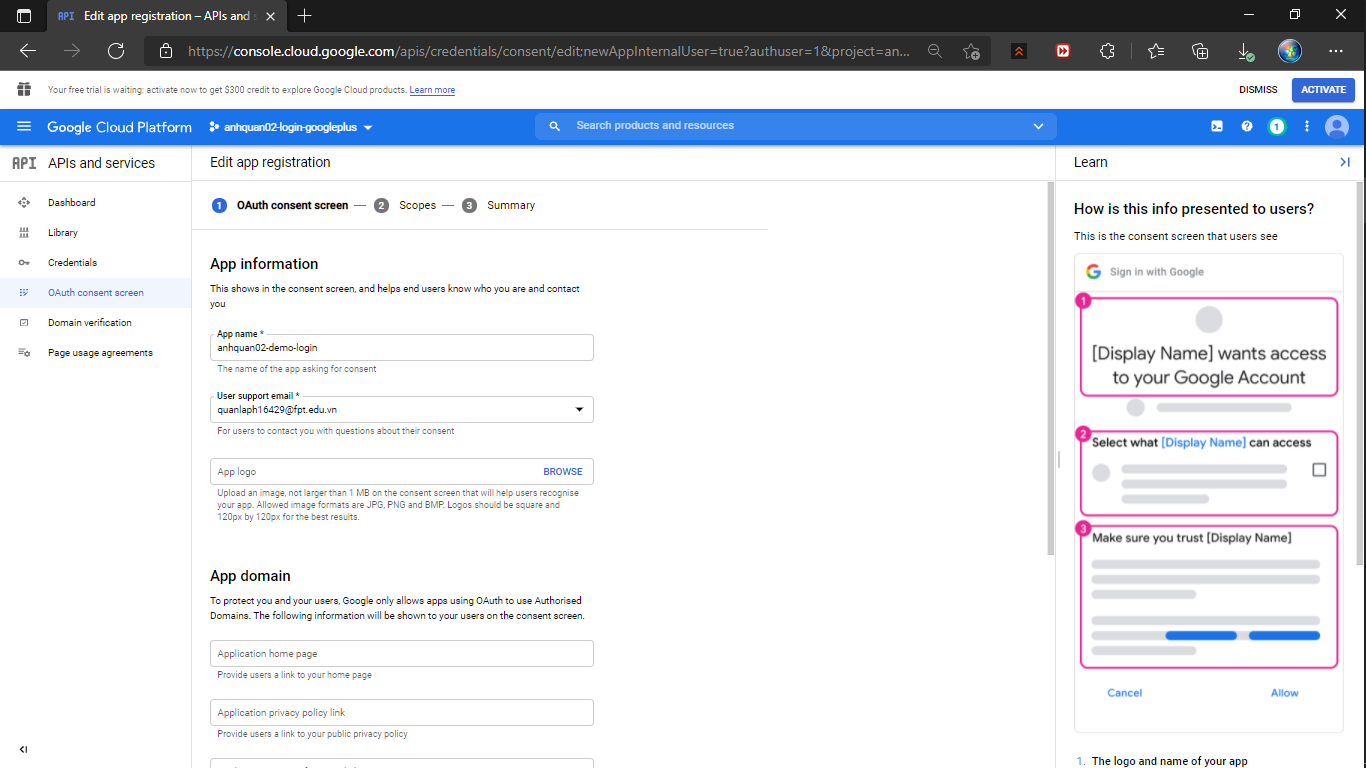 API Edit app registration – APIs and s
https://console.cloud.google.com/apis/credentials/consent/edit;newAppInternalUser=true?authuser=1&project=an...
Your free trial is waiting: activate now to get $300 credit to explore Google Cloud products. Learn more
DISMISS
ACTIVATE
Google Cloud Platform
anhquan02-login-googleplus
Search products and resources
1
API APIs and services
Dashboard
Library
Credentials
OAuth consent screen
Domain verification
Page usage agreements
Edit app registration
1 OAuth consent screen — 2 Scopes — 3 Summary
App information
This shows in the consent screen, and helps end users know who you are and contact
you
App name *
anhquan02-demo-login
The name of the app asking for consent
User support email *
quanlaph16429@fpt.edu.vn
For users to contact you with questions about their consent
App logo
BROWSE
Upload an image, not larger than 1 MB on the consent screen that will help users recognise
your app. Allowed image formats are JPG, PNG and BMP. Logos should be square and
120px by 120px for the best results.
App domain
To protect you and your users, Google only allows apps using OAuth to use Authorised
Domains. The following information will be shown to your users on the consent screen.
Application home page
Provide users a link to your home page
Application privacy policy link
Provide users a link to your public privacy policy
Learn
How is this info presented to users?
This is the consent screen that users see
G Sign in with Google
1
[Display Name] wants access
to your Google Account
2
Select what [Display Name] can access
3
Make sure you trust [Display Name]
Cancel
Allow
1. The logo and name of your app